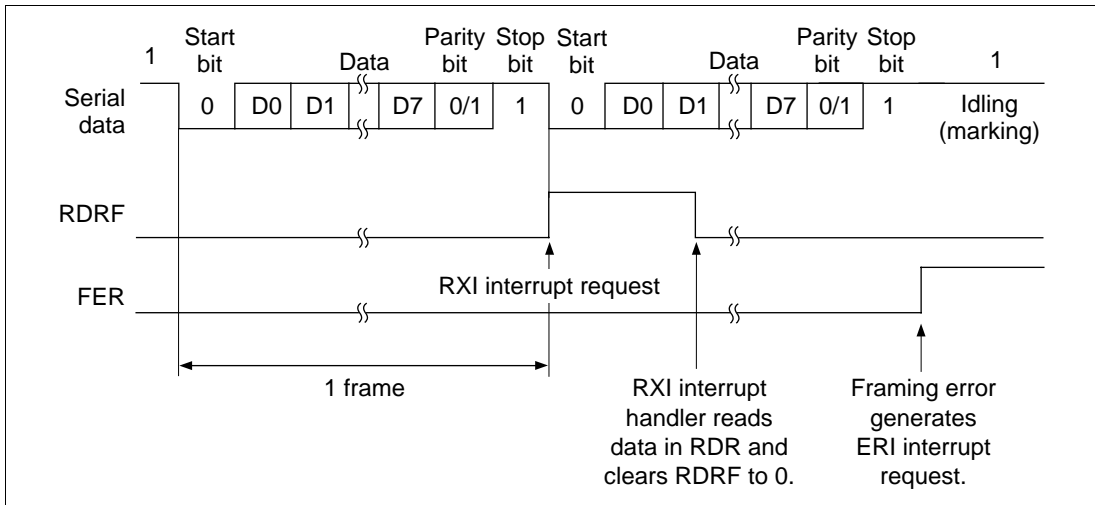 1
Start bit
Data
Parity bit
Stop bit
Start bit
Data
Parity bit
Stop bit
1
Serial data
0
D0
D1
D7
0/1
1
0
D0
D1
D7
0/1
1
Idling (marking)
RDRF
RXI interrupt request
FER
1 frame
RXI interrupt
handler reads
data in RDR and
clears RDRF to 0.
Framing error
generates
ERI interrupt
request.